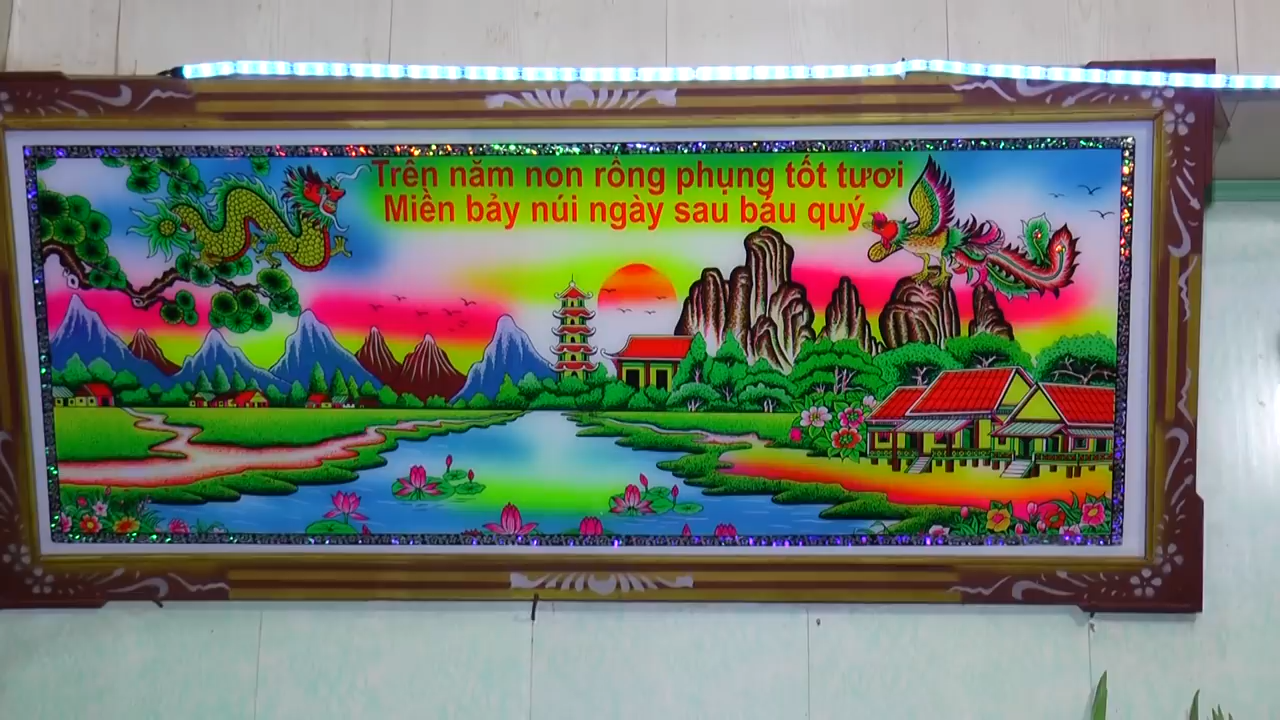 Trên năm non rồng phụng tốt tươi
Miền bảy núi ngày sau báu quý